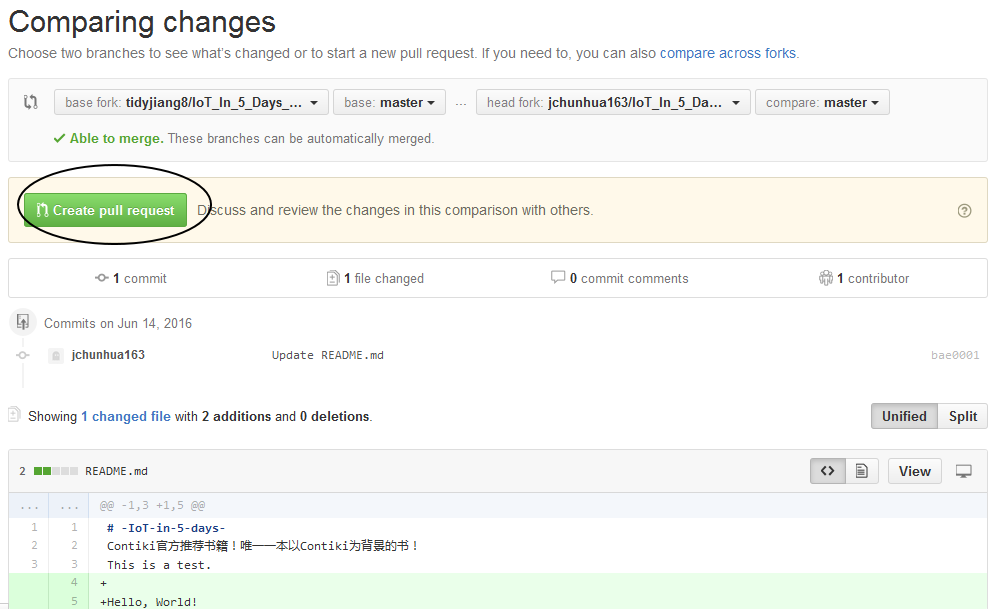 Comparing changes
Choose two branches to see what's changed or to start a new pull request. If you need to, you can also compare across forks.
base fork: tidyjiang8/IoT_In_5_Days_... base: master ... head fork: jchunhua163/IoT_In_5_Da... compare: master
Able to merge. These branches can be automatically merged.
Create pull request Discuss and review the changes in this comparison with others. ?
1 commit 1 file changed 0 commit comments 1 contributor
Commits on Jun 14, 2016
jchunhua163 Update README.md bae0001
Showing 1 changed file with 2 additions and 0 deletions. Unified Split
2 README.md <> View
... ... @@ -1,3 +1,5 @@
1 1 # -IoT-in-5-days-
2 2 Contiki官方推荐书籍！唯一一本以Contiki为背景的书！
3 3 This is a test.
4 +
5 +Hello, World!